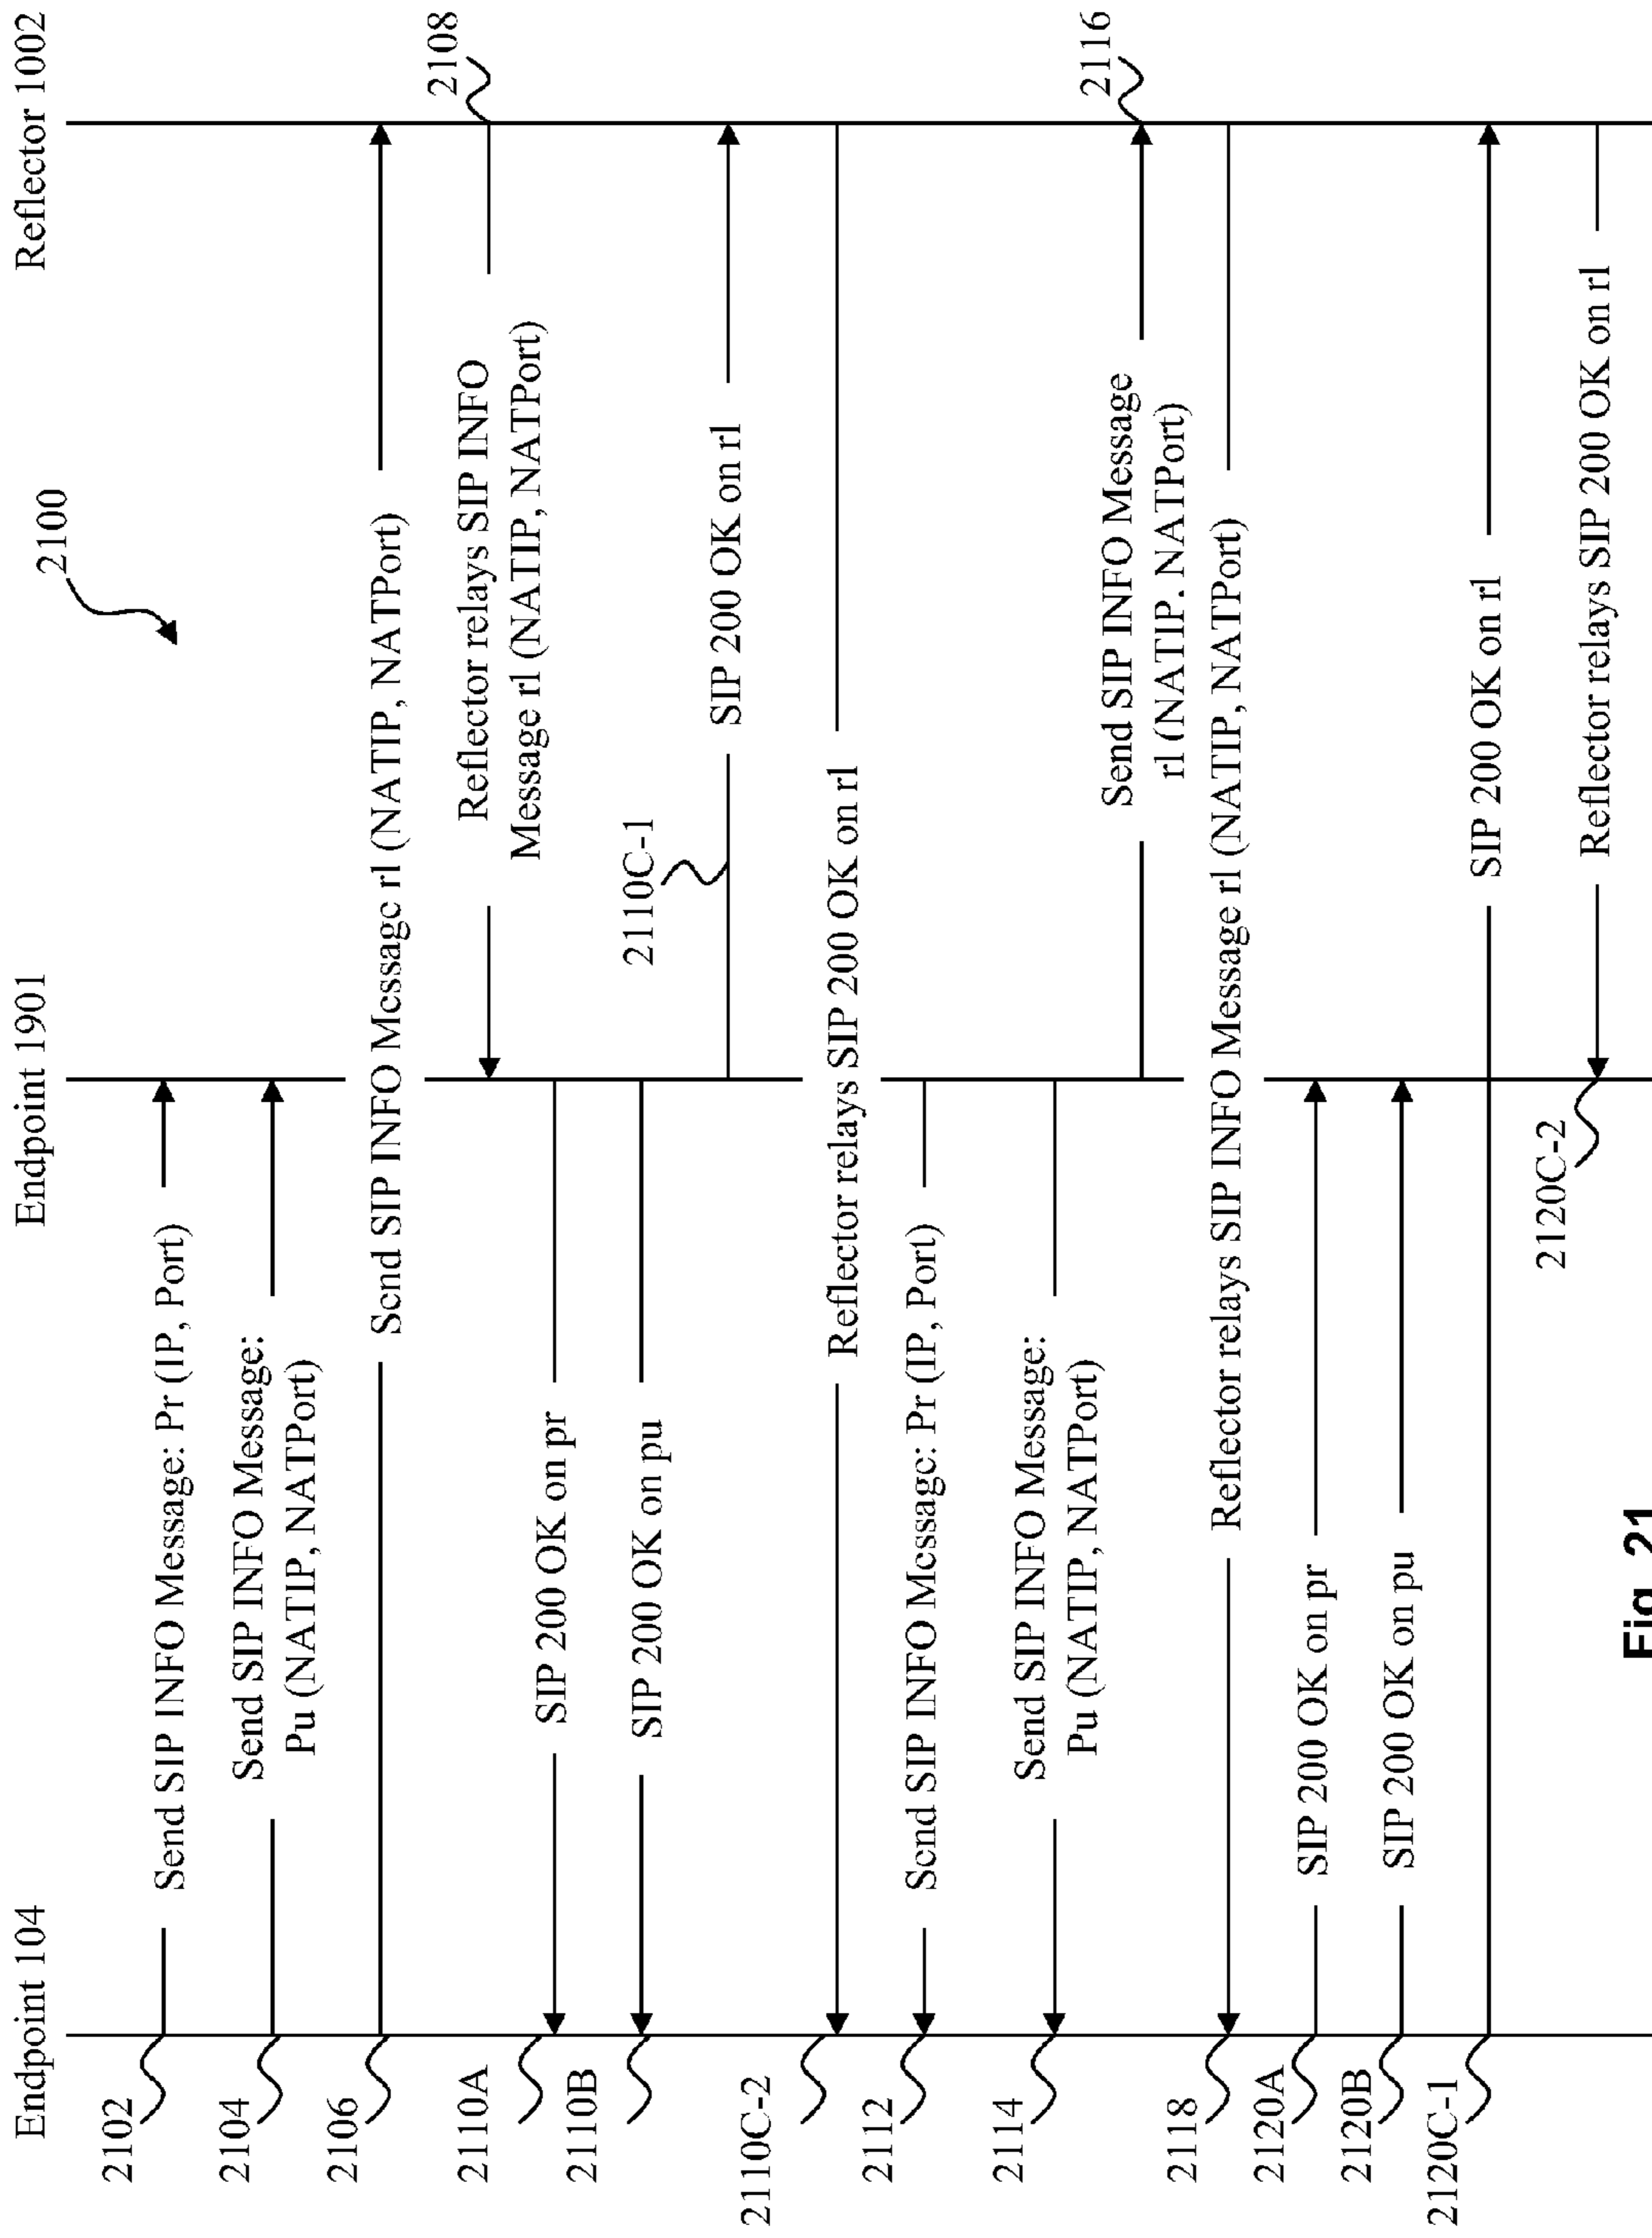 Endpoint 104
Endpoint 1901
Reflector 1002
2100
2102
Send SIP INFO Message: Pr (IP, Port)
2104
Send SIP INFO Message:
Pu (NATIP, NATPort)
2106
Send SIP INFO Message rl (NATIP, NATPort)
2108
Reflector relays SIP INFO
Message rl (NATIP, NATPort)
2110A
SIP 200 OK on pr
2110B
SIP 200 OK on pu
2110C-1
SIP 200 OK on rl
2110C-2
Reflector relays SIP 200 OK on rl
2112
Send SIP INFO Message: Pr (IP, Port)
2114
Send SIP INFO Message:
Pu (NATIP, NATPort)
2116
Send SIP INFO Message
rl (NATIP. NATPort)
2118
Reflector relays SIP INFO Message rl (NATIP, NATPort)
2120A
SIP 200 OK on pr
2120B
SIP 200 OK on pu
2120C-1
SIP 200 OK on rl
2120C-2
Reflector relays SIP 200 OK on rl
Fig. 21